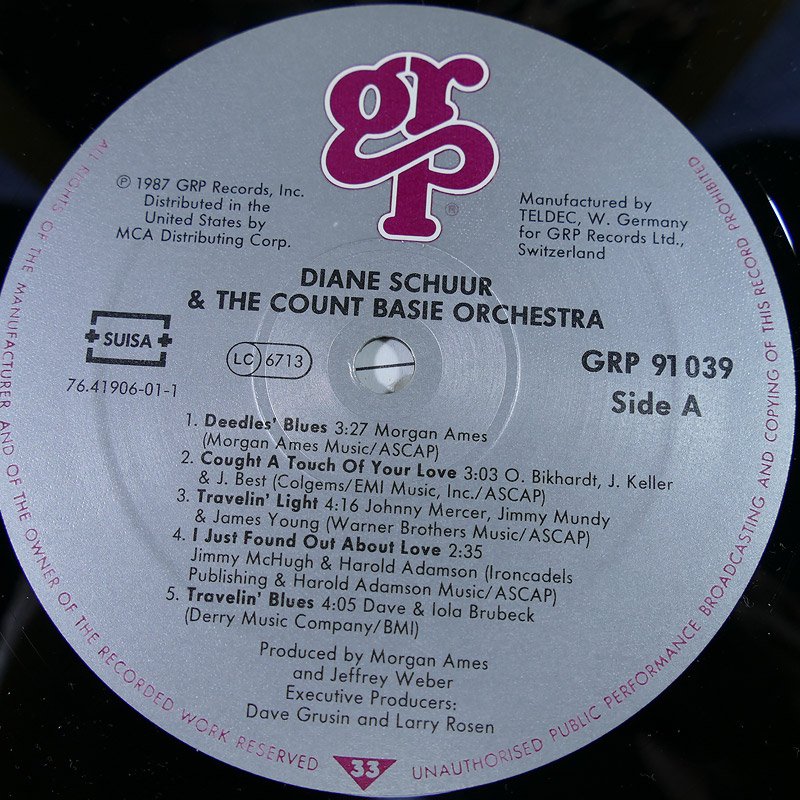 grp
®
℗ 1987 GRP Records, Inc.
Distributed in the
United States by
MCA Distributing Corp.
Manufactured by
TELDEC, W. Germany
for GRP Records Ltd.,
Switzerland
DIANE SCHUUR
& THE COUNT BASIE ORCHESTRA
SUISA
76.41906-01-1
LC 6713
GRP 91 039
Side A
1. Deedles' Blues 3:27 Morgan Ames
(Morgan Ames Music/ASCAP)
2. Cought A Touch Of Your Love 3:03 O. Bikhardt, J. Keller
& J. Best (Colgems/EMI Music, Inc./ASCAP)
3. Travelin' Light 4:16 Johnny Mercer, Jimmy Mundy
& James Young (Warner Brothers Music/ASCAP)
4. I Just Found Out About Love 2:35
Jimmy McHugh & Harold Adamson (Ironcadels
Publishing & Harold Adamson Music/ASCAP)
5. Travelin' Blues 4:05 Dave & Iola Brubeck
(Derry Music Company/BMI)
Produced by Morgan Ames
and Jeffrey Weber
Executive Producers:
Dave Grusin and Larry Rosen
ALL RIGHTS OF THE MANUFACTURER AND OF THE OWNER OF THE RECORDED WORK RESERVED
33
UNAUTHORISED PUBLIC PERFORMANCE BROADCASTING AND COPYING OF THIS RECORD PROHIBITED